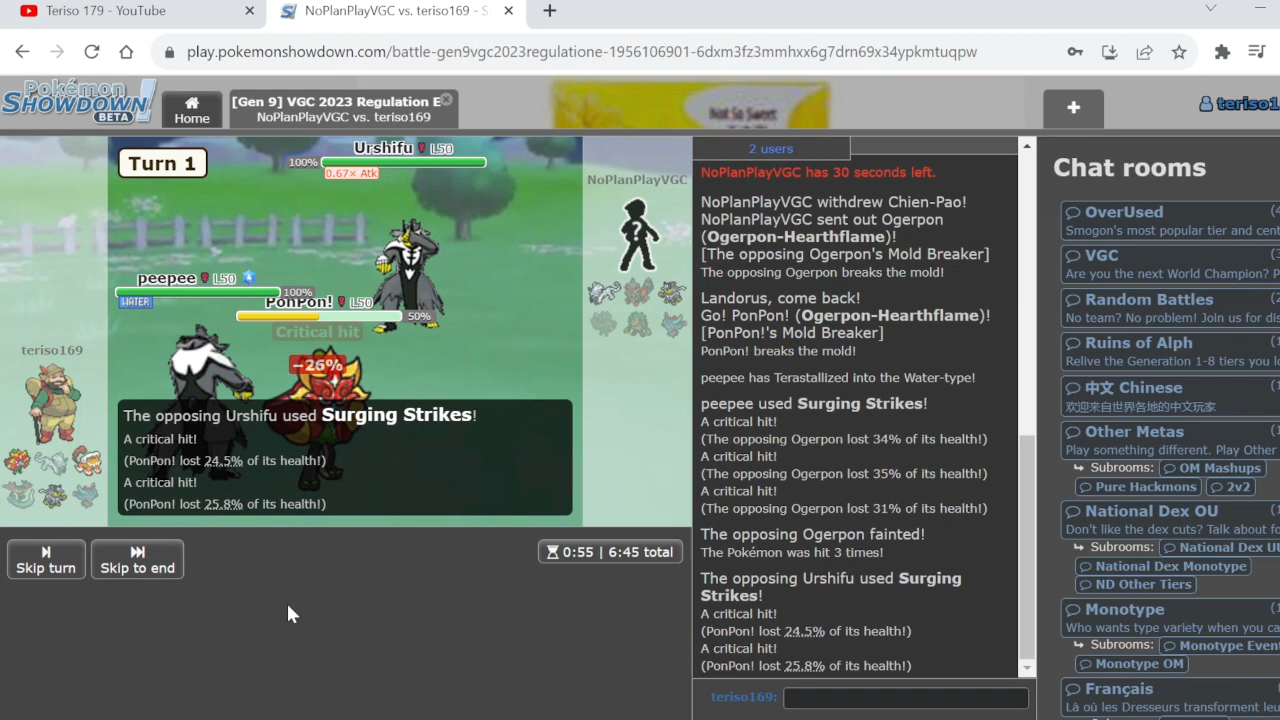 Teriso 179 - YouTube
NoPlanPlayVGC vs. teriso169 - S
play.pokemonshowdown.com/battle-gen9vgc2023regulatione-1956106901-6dxm3fz3mmhxx6g7drn69x34ypkmtuqpw
Pokémon
SHOWDOWN!
BETA
Home
[Gen 9] VGC 2023 Regulation E
NoPlanPlayVGC vs. teriso169
Not So Sweet
teriso1
Turn 1
Urshifu L50
100%
0.67× Atk
peepee L50
100%
WATER
PonPon! L50
50%
Critical hit
−26%
The opposing Urshifu used Surging Strikes!
A critical hit!
(PonPon! lost 24.5% of its health!)
A critical hit!
(PonPon! lost 25.8% of its health!)
NoPlanPlayVGC
?
teriso169
Skip turn
Skip to end
0:55 | 6:45 total
2 users
NoPlanPlayVGC has 30 seconds left.
NoPlanPlayVGC withdrew Chien-Pao!
NoPlanPlayVGC sent out Ogerpon
(Ogerpon-Hearthflame)!
[The opposing Ogerpon's Mold Breaker]
The opposing Ogerpon breaks the mold!
Landorus, come back!
Go! PonPon! (Ogerpon-Hearthflame)!
[PonPon!'s Mold Breaker]
PonPon! breaks the mold!
peepee has Terastallized into the Water-type!
peepee used Surging Strikes!
A critical hit!
(The opposing Ogerpon lost 34% of its health!)
A critical hit!
(The opposing Ogerpon lost 35% of its health!)
A critical hit!
(The opposing Ogerpon lost 31% of its health!)
The opposing Ogerpon fainted!
The Pokémon was hit 3 times!
The opposing Urshifu used Surging
Strikes!
A critical hit!
(PonPon! lost 24.5% of its health!)
A critical hit!
(PonPon! lost 25.8% of its health!)
teriso169:
Chat rooms
OverUsed
Smogon's most popular tier and cent
VGC
Are you the next World Champion? P
Random Battles
No team? No problem! Join us for dis
Ruins of Alph
Relive the Generation 1-8 tiers you l
中文 Chinese
欢迎来自世界各地的中文玩家
Other Metas
Play something different. Play Other
Subrooms: OM Mashups
Pure Hackmons
2v2
National Dex OU
Don't like the dex cuts? Talk about fo
Subrooms: National Dex UU
National Dex Monotype
ND Other Tiers
Monotype
Who wants type variety when you ca
Subrooms: Monotype Even
Monotype OM
Français
Là où les Dresseurs transforment leu